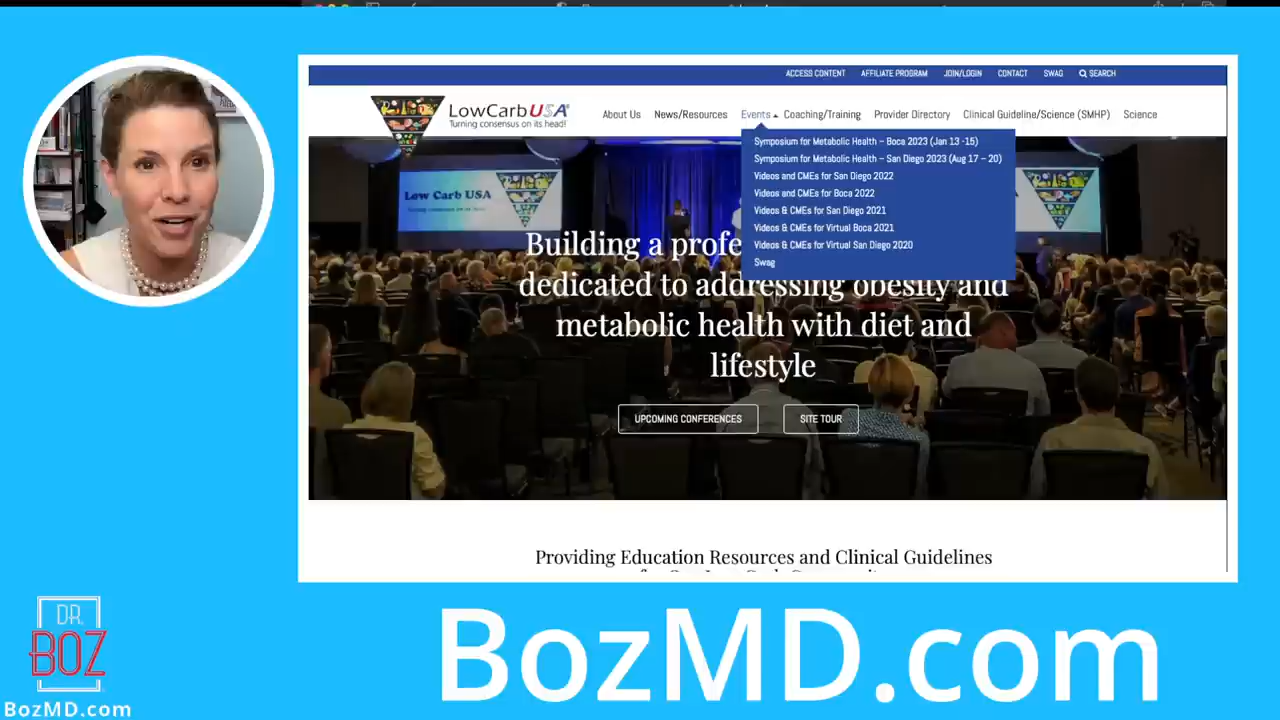 ACCESS CONTENT AFFILIATE PROGRAM JOIN/LOGIN CONTACT SWAG SEARCH
LowCarbUSA®
Turning consensus on its head!
About Us News/Resources Events Coaching/Training Provider Directory Clinical Guideline/Science (SMHP) Science
Symposium for Metabolic Health – Boca 2023 (Jan 13 -15)
Symposium for Metabolic Health – San Diego 2023 (Aug 17 – 20)
Videos and CMEs for San Diego 2022
Videos and CMEs for Boca 2022
Videos & CMEs for San Diego 2021
Videos & CMEs for Virtual Boca 2021
Videos & CMEs for Virtual San Diego 2020
Swag
Low Carb USA
Building a profe
dedicated to addressing obesity and
metabolic health with diet and
lifestyle
UPCOMING CONFERENCES SITE TOUR
Providing Education Resources and Clinical Guidelines
DR.
BOZ
BozMD.com
BozMD.com